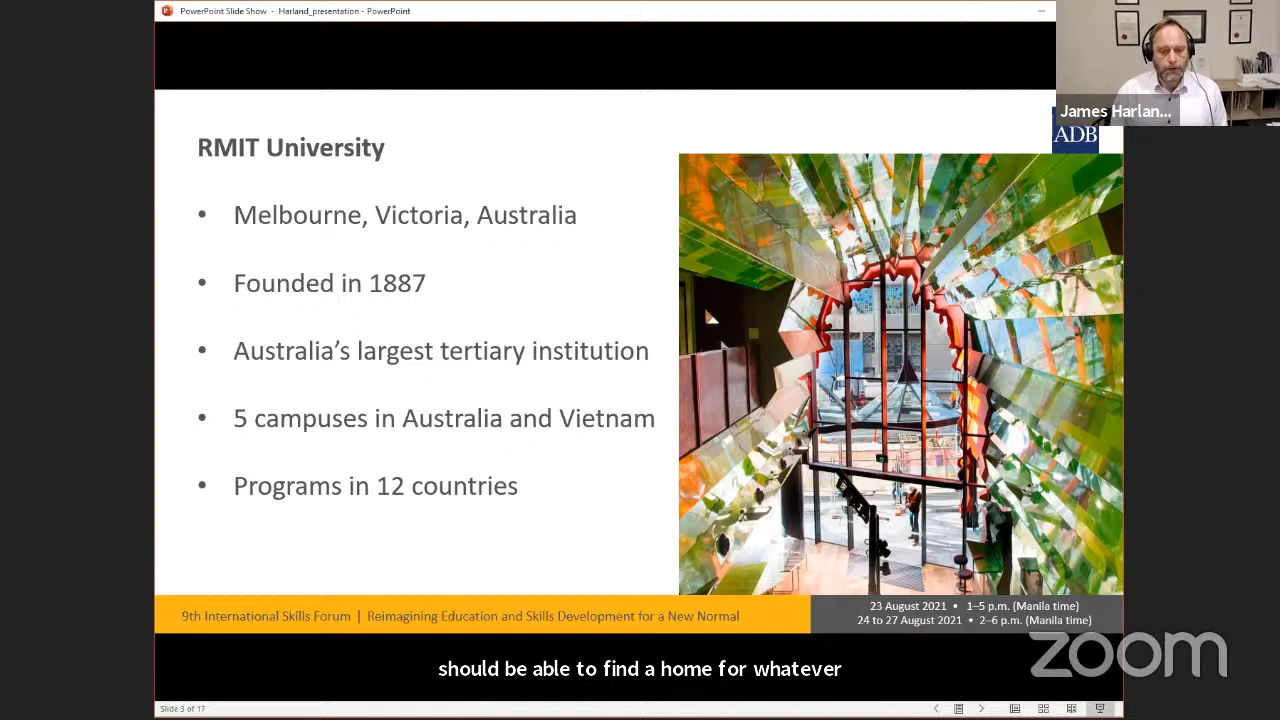 PowerPoint Slide Show - Harland_presentation - PowerPoint
James Harlan...
ADB
RMIT University
• Melbourne, Victoria, Australia
• Founded in 1887
• Australia’s largest tertiary institution
• 5 campuses in Australia and Vietnam
• Programs in 12 countries
9th International Skills Forum | Reimagining Education and Skills Development for a New Normal
23 August 2021 • 1–5 p.m. (Manila time)
24 to 27 August 2021 • 2–6 p.m. (Manila time)
zoom
should be able to find a home for whatever
Slide 3 of 17